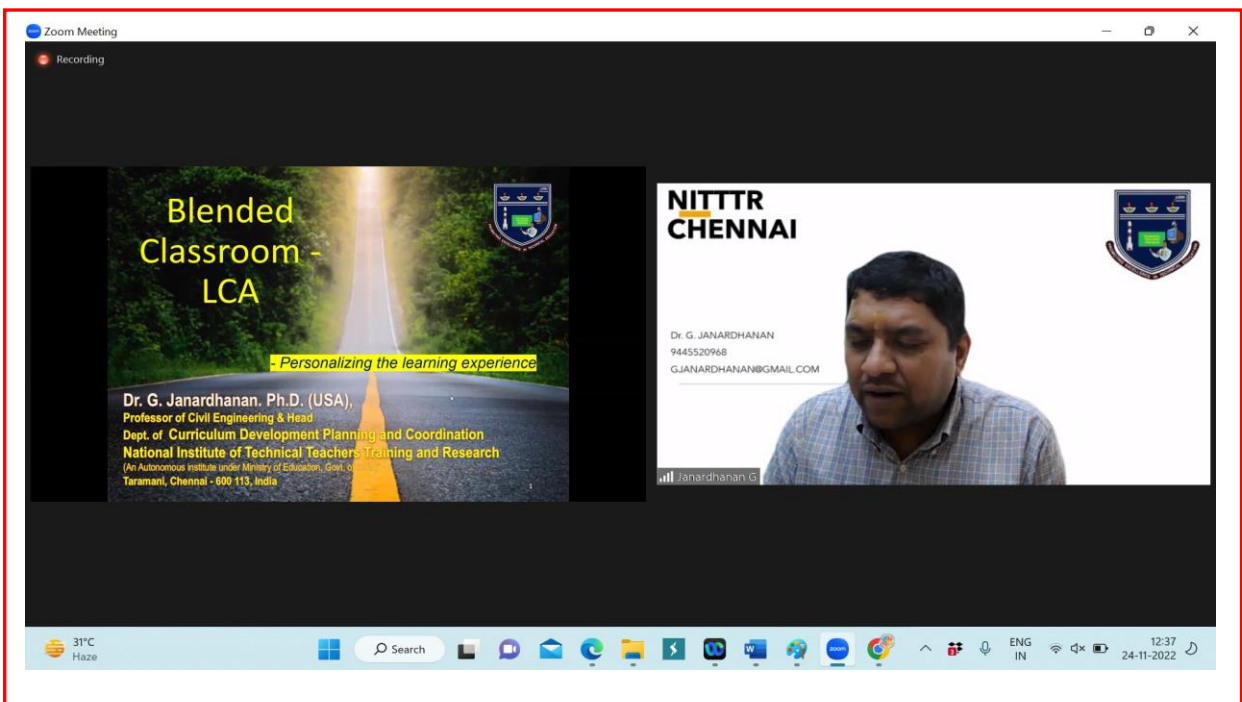 Zoom Meeting
Recording
Blended
Classroom -
LCA
- Personalizing the learning experience
Dr. G. Janardhanan. Ph.D. (USA),
Professor of Civil Engineering & Head
Dept. of Curriculum Development Planning and Coordination
National Institute of Technical Teachers Training and Research
(An Autonomous institute under Ministry of Education, Govt. of
Taramani, Chennai - 600 113, India
1
NITTTR
CHENNAI
Dr. G. JANARDHANAN
9445520968
GJANARDHANAN@GMAIL.COM
Janardhanan G
31°C
Haze
Search
zoom
ENG
IN
12:37
24-11-2022